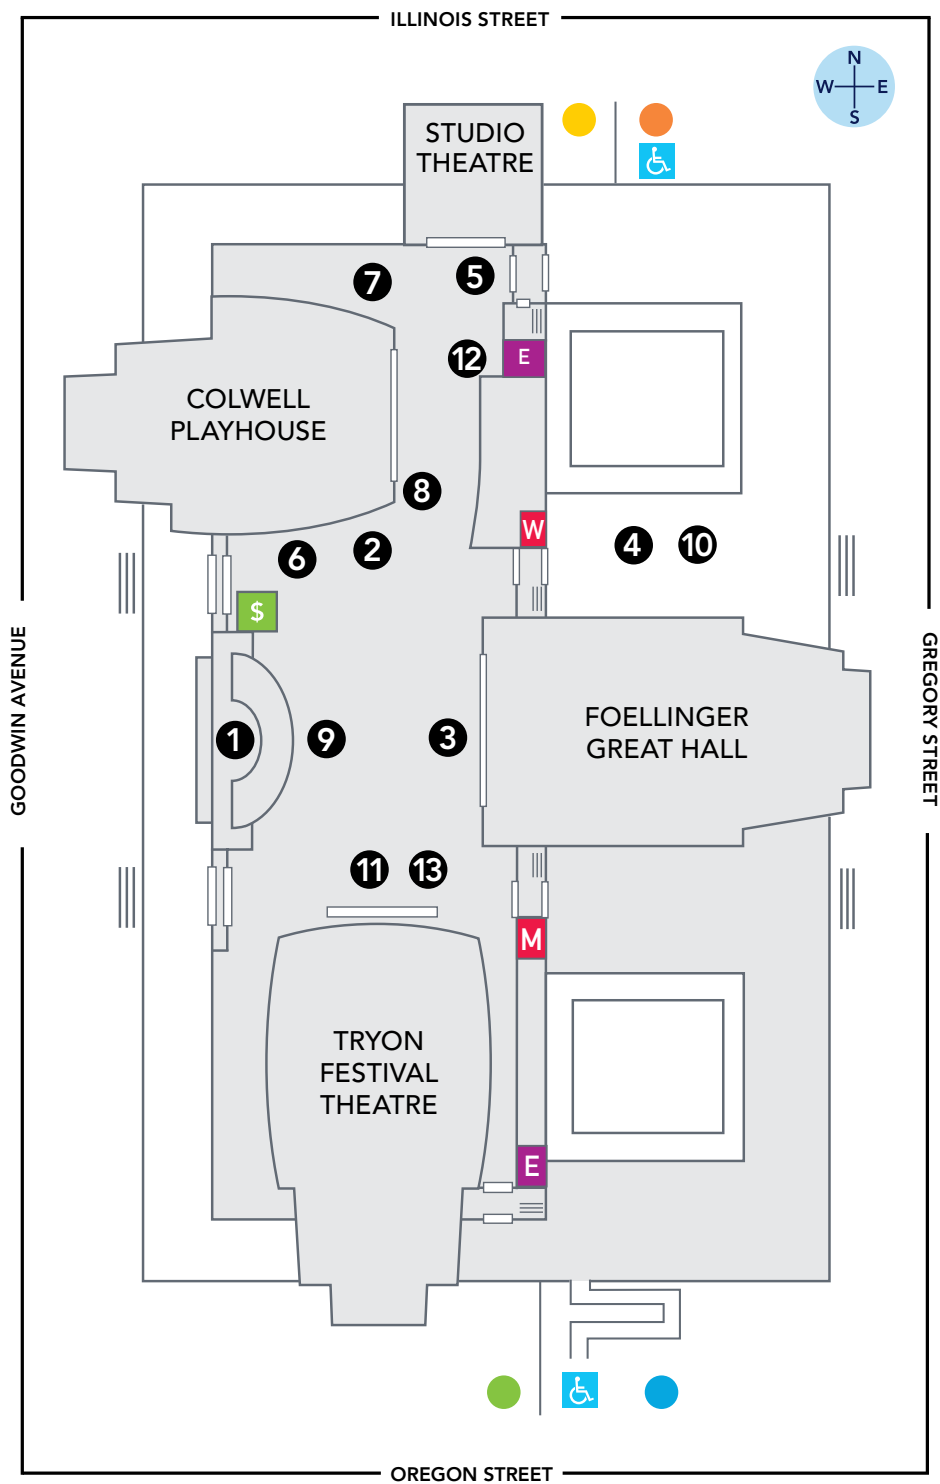 ILLINOIS STREET
N
W E
S
STUDIO
THEATRE
7
5
12
E
COLWELL
PLAYHOUSE
8
W
6
2
4
10
$
GOODWIN AVENUE
GREGORY STREET
1
9
3
FOELLINGER
GREAT HALL
11
13
M
TRYON
FESTIVAL
THEATRE
E
OREGON STREET